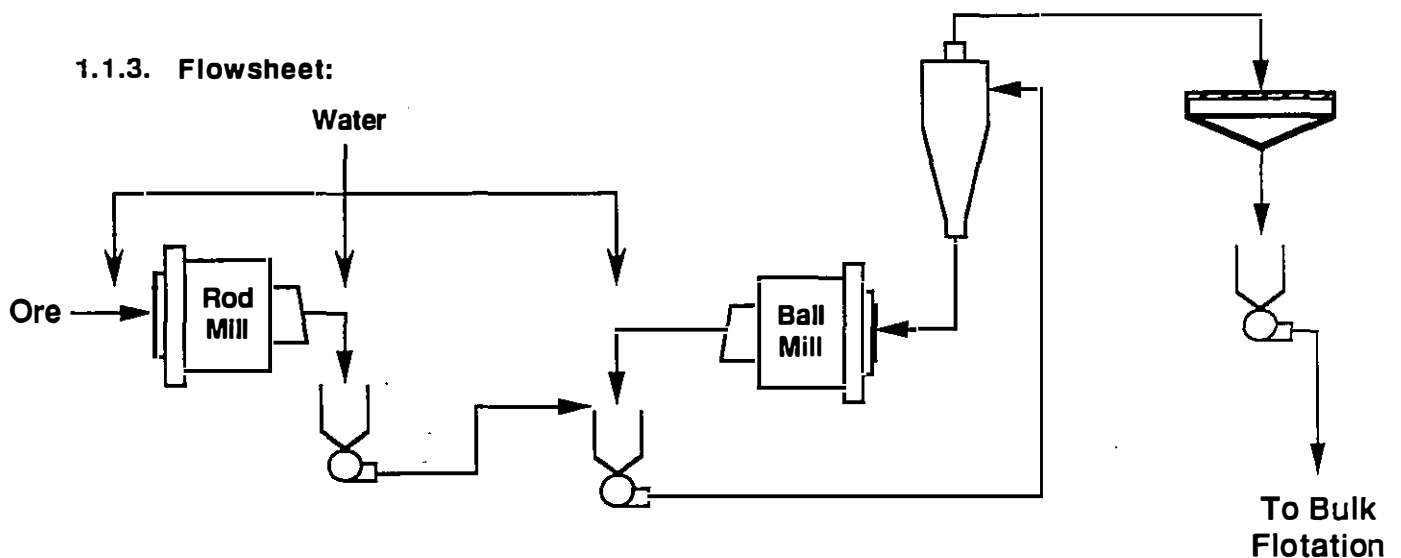 1.1.3. Flowsheet:
Water
Ore
Rod
Mill
Ball
Mill
To Bulk
Flotation